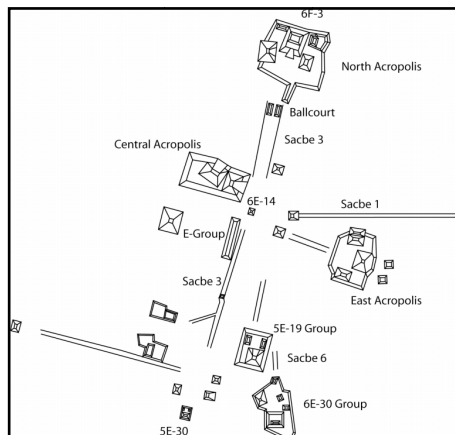 6F-3
North Acropolis
Ballcourt
Sacbe 3
Central Acropolis
6E-14
Sacbe 1
E-Group
Sacbe 3
East Acropolis
5E-19 Group
Sacbe 6
6E-30 Group
5E-30